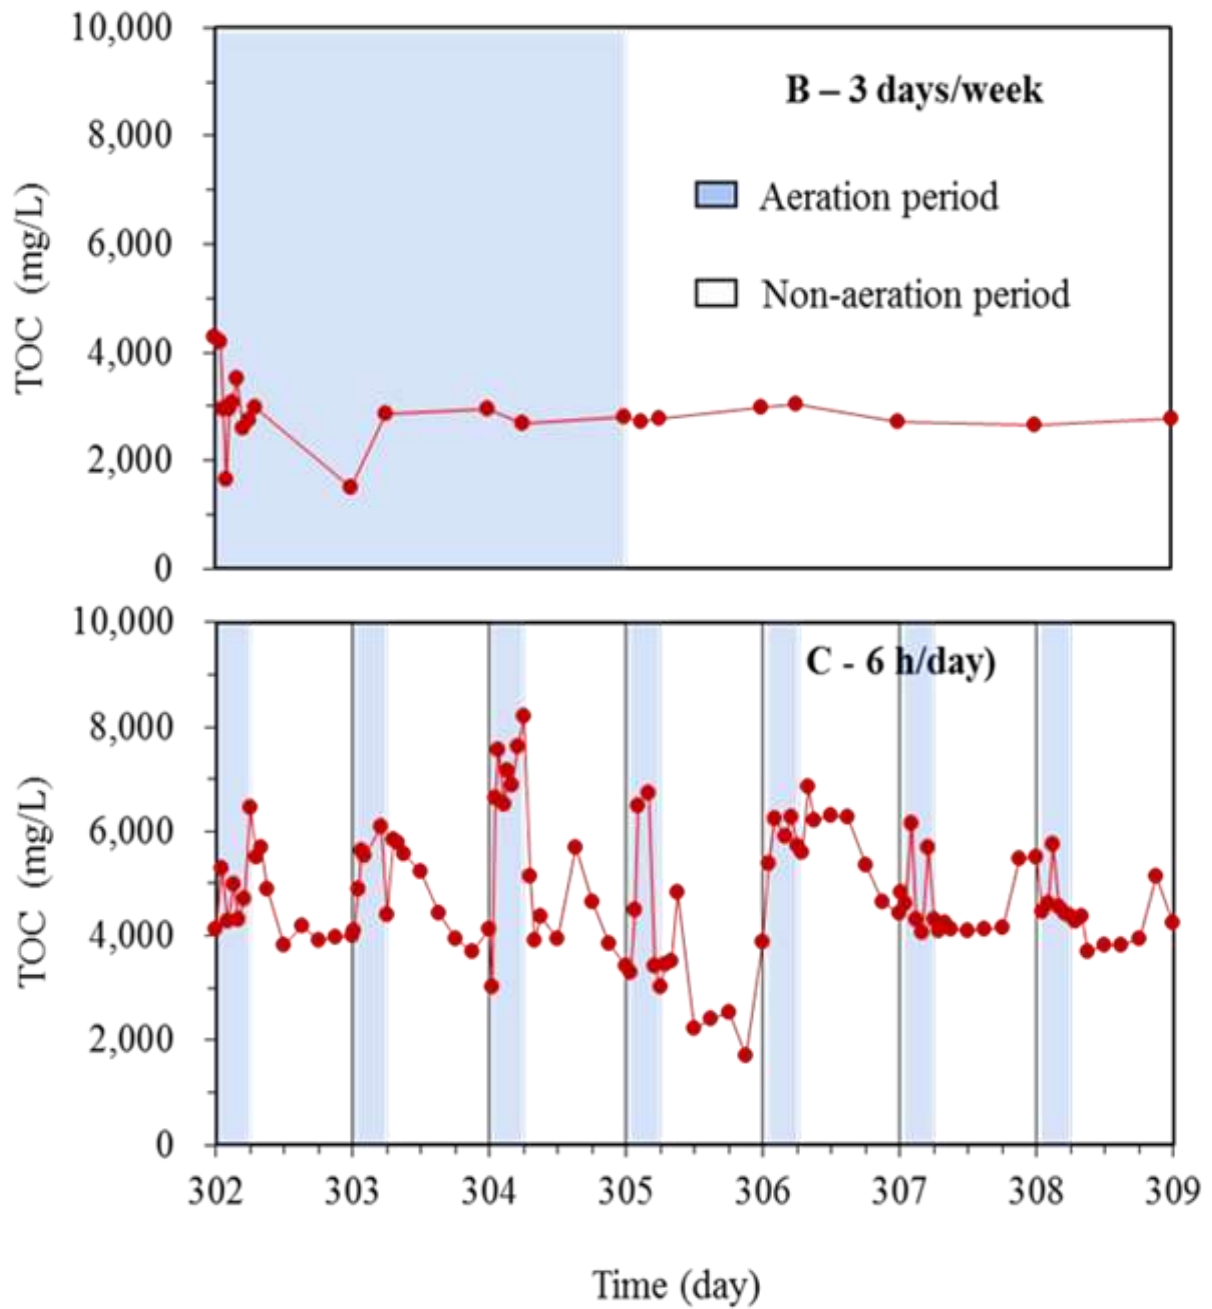 10,000
8,000
6,000
4,000
2,000
0
TOC (mg/L)
B – 3 days/week
Aeration period
Non-aeration period
10,000
8,000
6,000
4,000
2,000
0
TOC (mg/L)
C - 6 h/day)
302 303 304 305 306 307 308 309
Time (day)